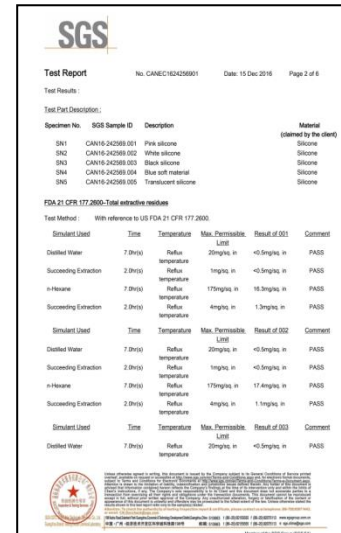 SGS
Test Report No. CANEC1624256901 Date: 15 Dec 2016 Page 2 of 6
Test Results :
Test Part Description :
Specimen No. SGS Sample ID Description Material
(claimed by the client)
SN1 CAN16-242569.001 Pink silicone Silicone
SN2 CAN16-242569.002 White silicone Silicone
SN3 CAN16-242569.003 Black silicone Silicone
SN4 CAN16-242569.004 Blue soft material Silicone
SN5 CAN16-242569.005 Translucent silicone Silicone
FDA 21 CFR 177.2600-Total extractive residues
Test Method : With reference to US FDA 21 CFR 177.2600.
Simulant Used Time Temperature Max. Permissible Result of 001 Comment
Limit
Distilled Water 7.0hr(s) Reflux 20mg/sq. in <0.5mg/sq. in PASS
temperature
Succeeding Extraction 2.0hr(s) Reflux 1mg/sq. in <0.5mg/sq. in PASS
temperature
n-Hexane 7.0hr(s) Reflux 175mg/sq. in 16.3mg/sq. in PASS
temperature
Succeeding Extraction 2.0hr(s) Reflux 4mg/sq. in 1.3mg/sq. in PASS
temperature
Simulant Used Time Temperature Max. Permissible Result of 002 Comment
Limit
Distilled Water 7.0hr(s) Reflux 20mg/sq. in <0.5mg/sq. in PASS
temperature
Succeeding Extraction 2.0hr(s) Reflux 1mg/sq. in <0.5mg/sq. in PASS
temperature
n-Hexane 7.0hr(s) Reflux 175mg/sq. in 17.4mg/sq. in PASS
temperature
Succeeding Extraction 2.0hr(s) Reflux 4mg/sq. in 1.1mg/sq. in PASS
temperature
Simulant Used Time Temperature Max. Permissible Result of 003 Comment
Limit
Distilled Water 7.0hr(s) Reflux 20mg/sq. in <0.5mg/sq. in PASS
temperature